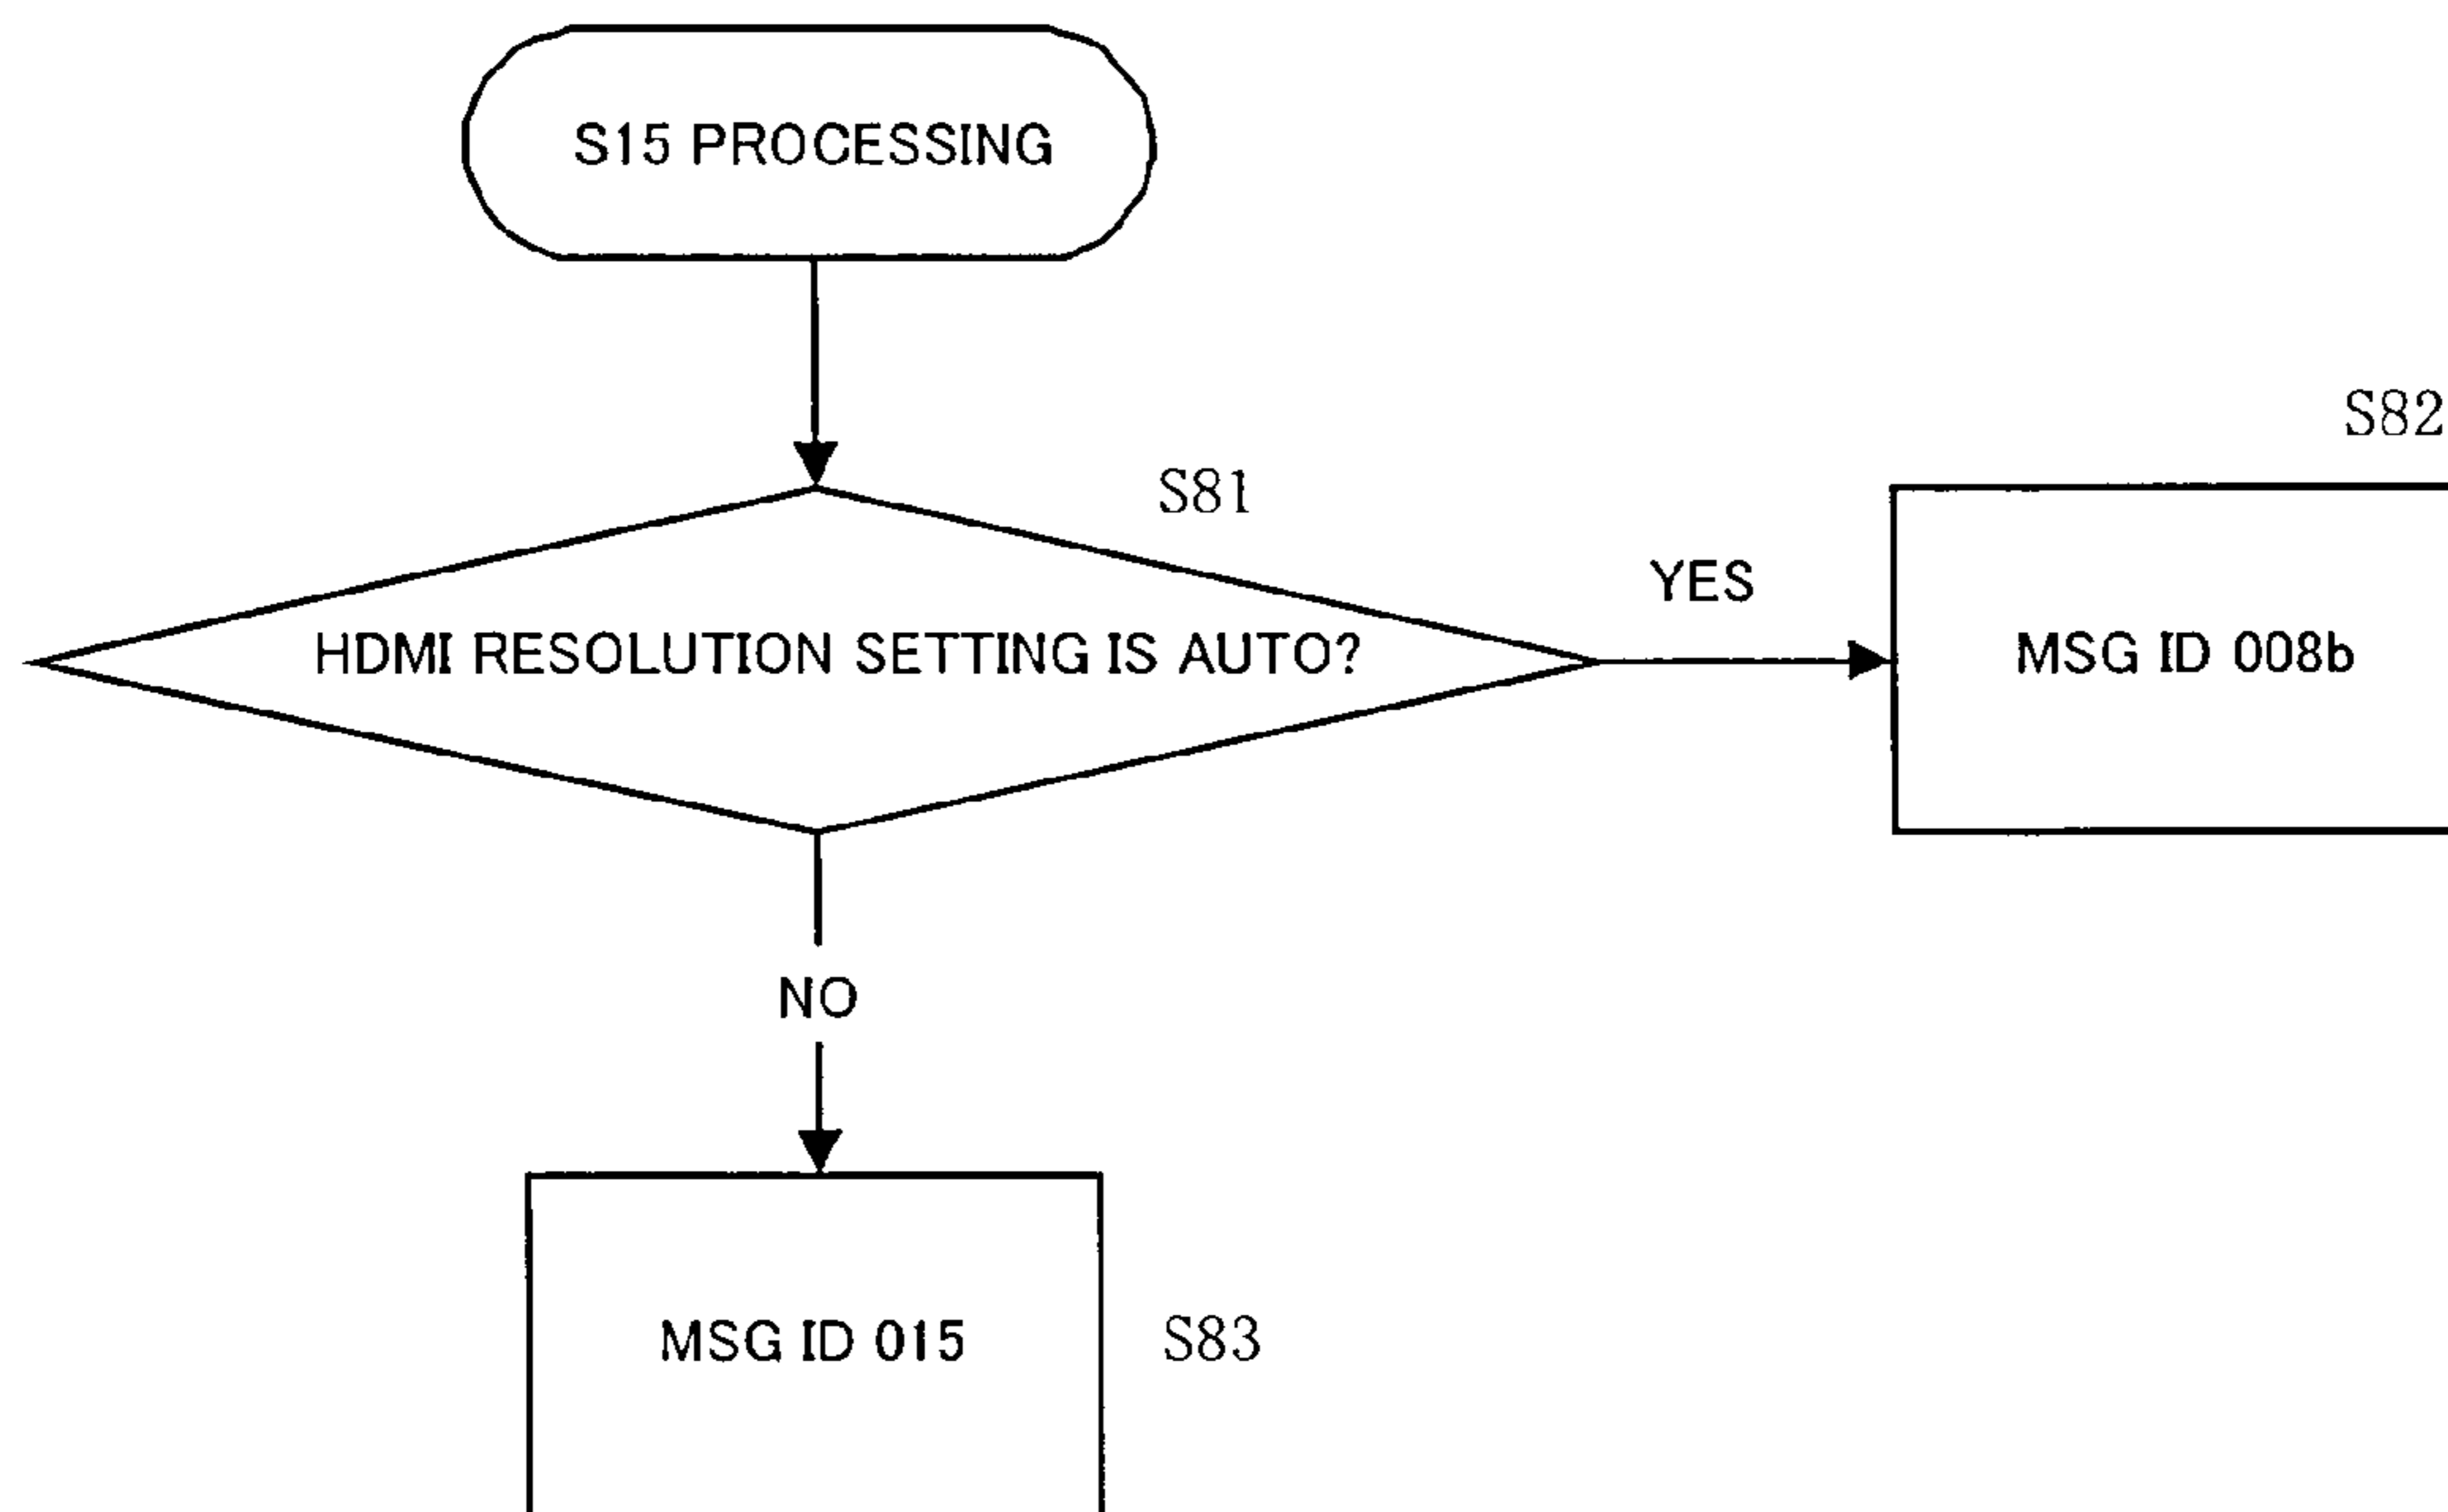 S15 PROCESSING
S81
S82
YES
HDMI RESOLUTION SETTING IS AUTO?
MSG ID 008b
NO
MSG ID 015
S83